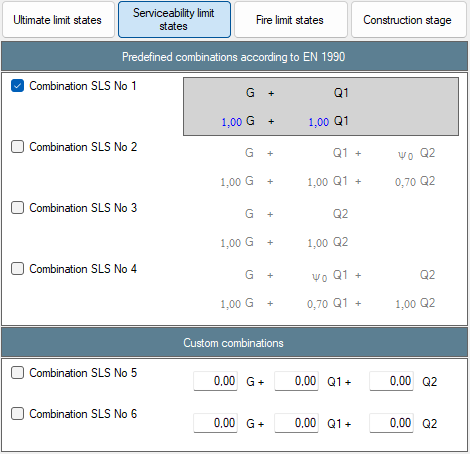 Ultimate limit states
Serviceability limit
states
Fire limit states
Construction stage
Predefined combinations according to EN 1990
Combination SLS No 1
G + Q1
1,00 G + 1,00 Q1
Combination SLS No 2
G + Q1 + ψ0 Q2
1,00 G + 1,00 Q1 + 0,70 Q2
Combination SLS No 3
G + Q2
1,00 G + 1,00 Q2
Combination SLS No 4
G + ψ0 Q1 + Q2
1,00 G + 0,70 Q1 + 1,00 Q2
Custom combinations
Combination SLS No 5
0,00 G + 0,00 Q1 + 0,00 Q2
Combination SLS No 6
0,00 G + 0,00 Q1 + 0,00 Q2